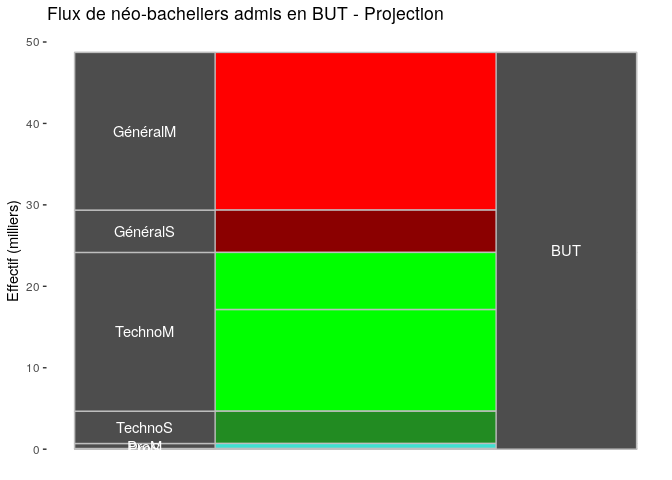 Flux de néo-bacheliers admis en BUT - Projection
Effectif (milliers)
50
40
30
20
10
0
GénéralM
GénéralS
TechnoM
TechnoS
ProM
BUT